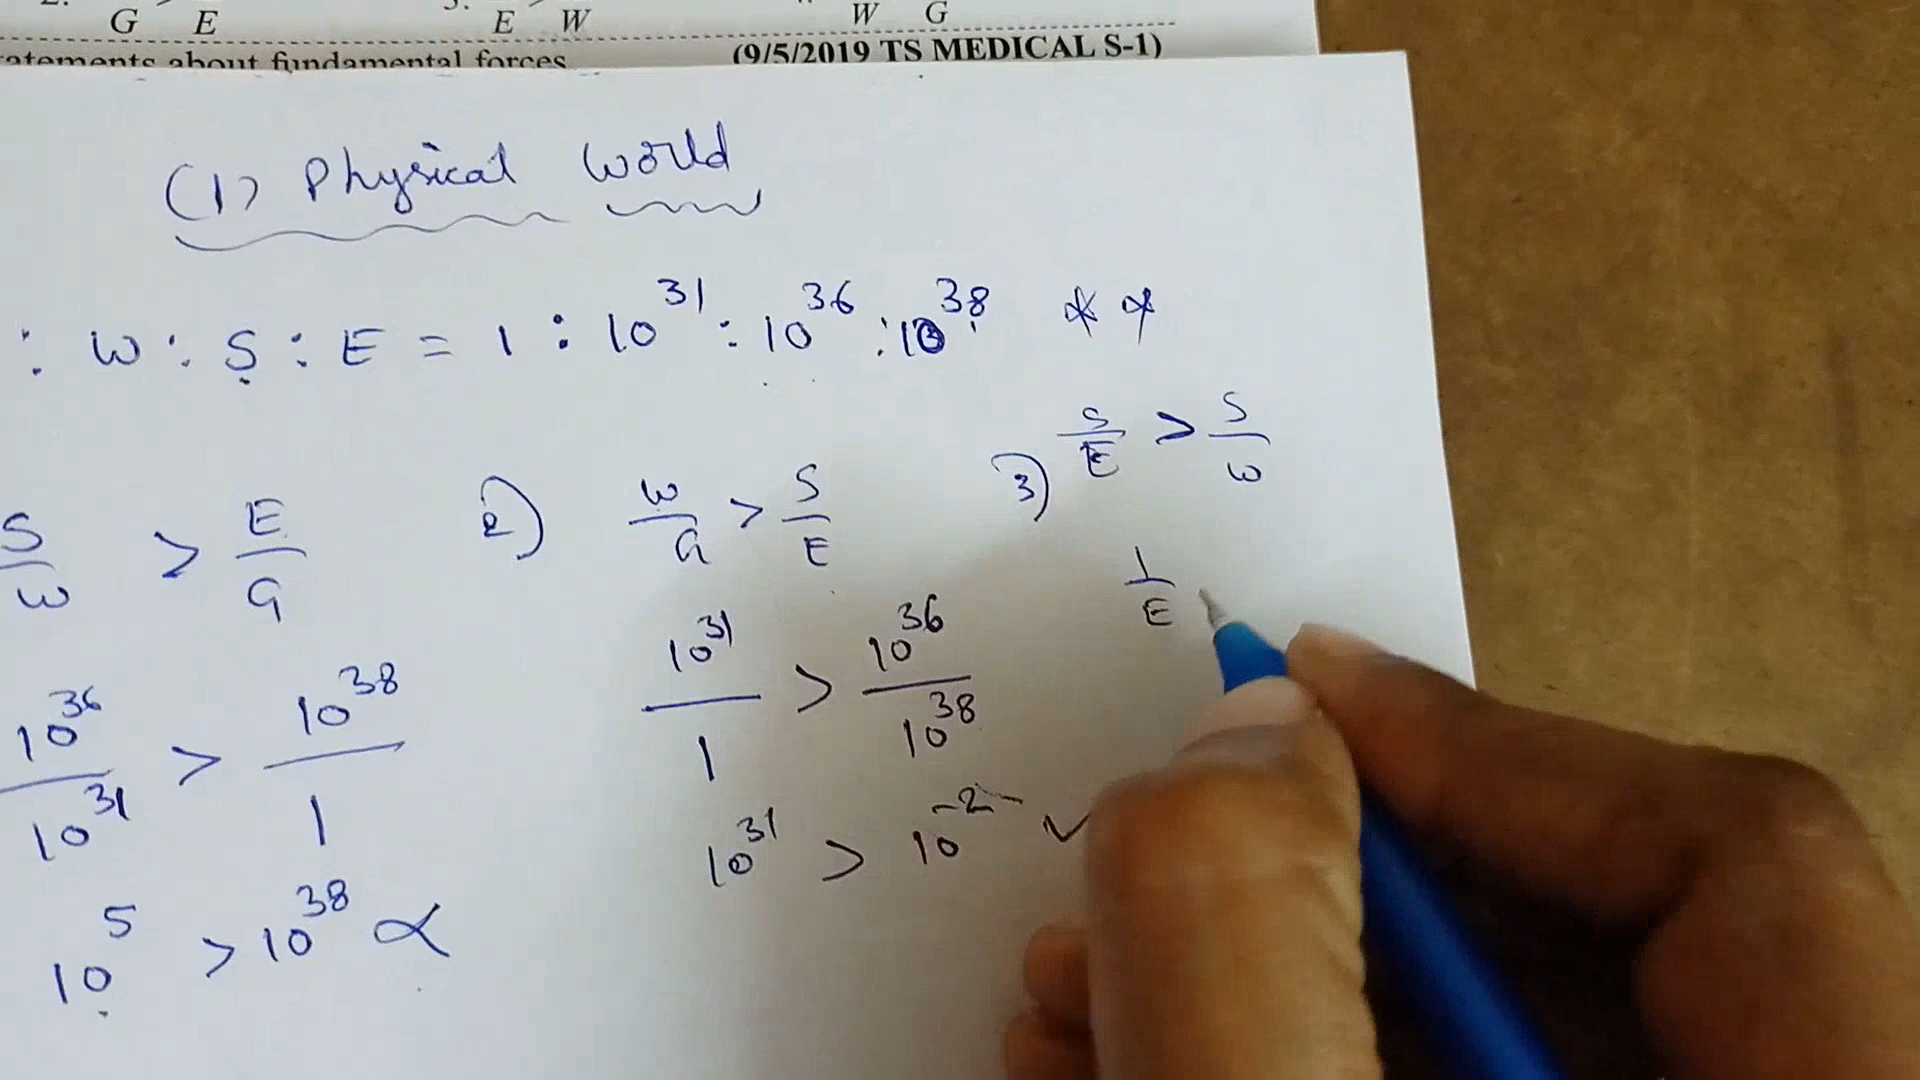 G E E W W G
(9/5/2019 TS MEDICAL S-1)
atements about fundamental forces
(1) Physical World
: W : S : E = 1 : 10^31 : 10^36 : 10^38 * *
S/W > E/G
10^36/10^31 > 10^38/1
10^5 > 10^38
2) W/G > S/E
10^31/1 > 10^36/10^38
10^31 > 10^-2 ✓
3) S/E > S/W
1/E